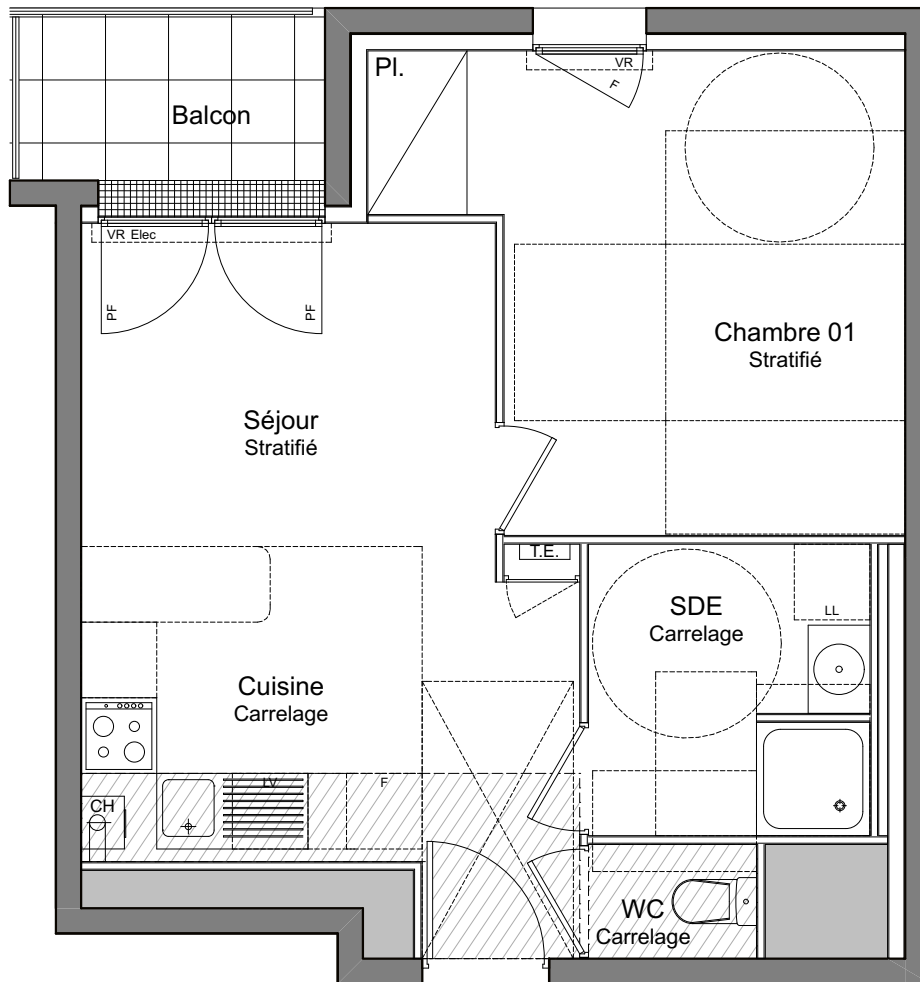 Pl.
VR
F
Balcon
VR Elec
PF
PF
Chambre 01
Stratifié
Séjour
Stratifié
T.E.
SDE
Carrelage
LL
Cuisine
Carrelage
LV
F
CH
WC
Carrelage